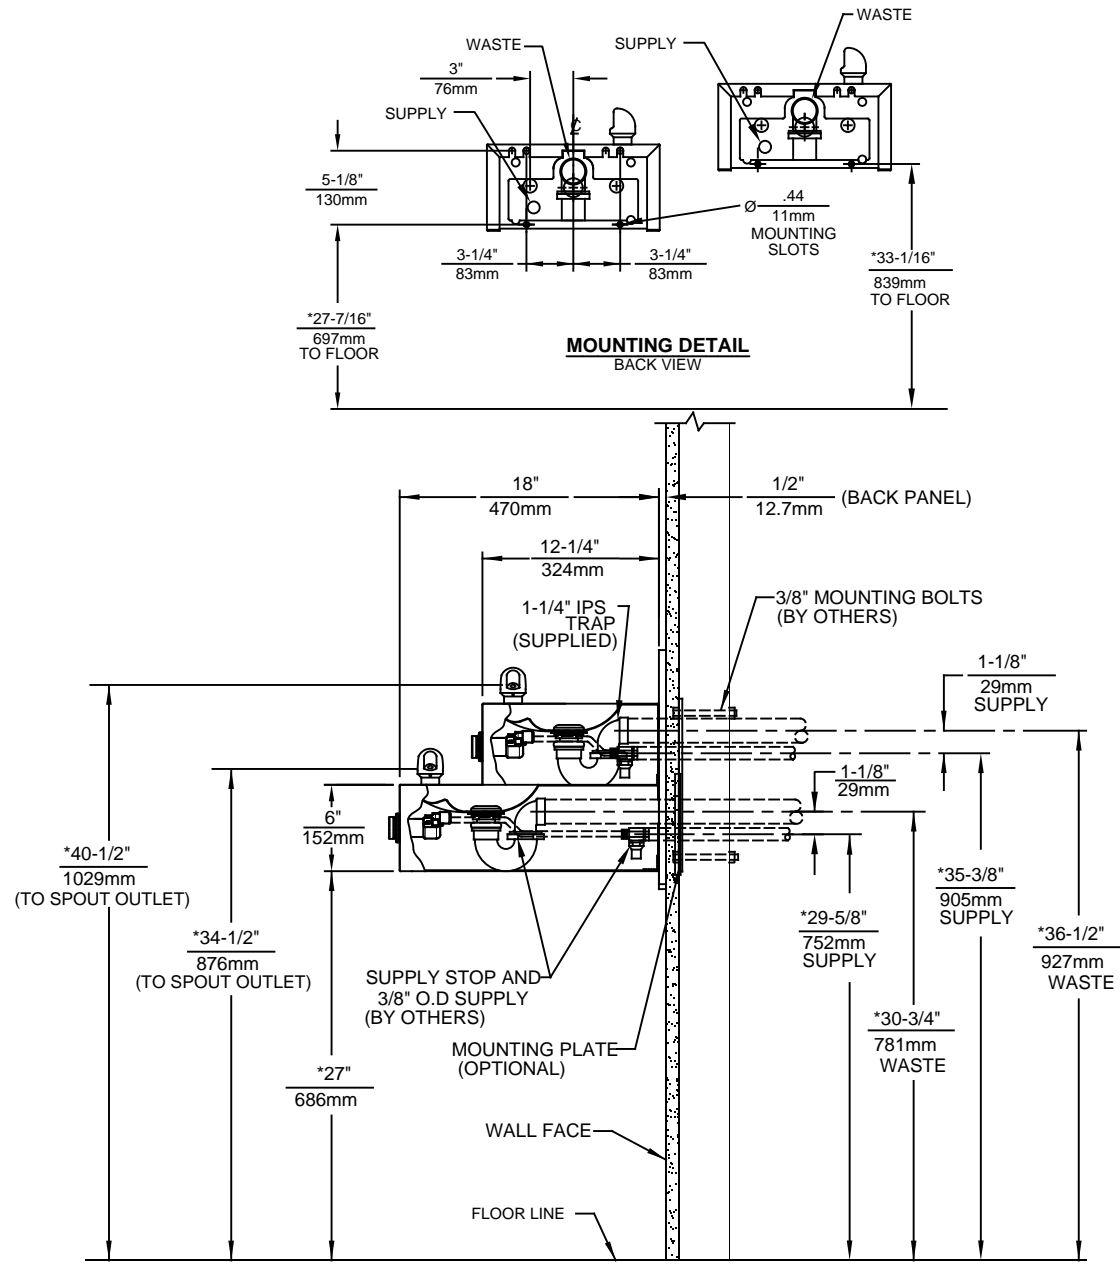 WASTE
WASTE
SUPPLY
3"
76mm
SUPPLY
℄
5-1/8"
130mm
Ø .44
11mm
MOUNTING
SLOTS
3-1/4"
83mm
3-1/4"
83mm
*33-1/16"
839mm
TO FLOOR
*27-7/16"
697mm
TO FLOOR
MOUNTING DETAIL
BACK VIEW
18"
470mm
1/2"
12.7mm
(BACK PANEL)
12-1/4"
324mm
1-1/4" IPS
TRAP
(SUPPLIED)
3/8" MOUNTING BOLTS
(BY OTHERS)
1-1/8"
29mm
SUPPLY
1-1/8"
29mm
6"
152mm
*40-1/2"
1029mm
(TO SPOUT OUTLET)
*34-1/2"
876mm
(TO SPOUT OUTLET)
*35-3/8"
905mm
SUPPLY
*29-5/8"
752mm
SUPPLY
*36-1/2"
927mm
WASTE
SUPPLY STOP AND
3/8" O.D SUPPLY
(BY OTHERS)
*30-3/4"
781mm
WASTE
MOUNTING PLATE
(OPTIONAL)
*27"
686mm
WALL FACE
FLOOR LINE